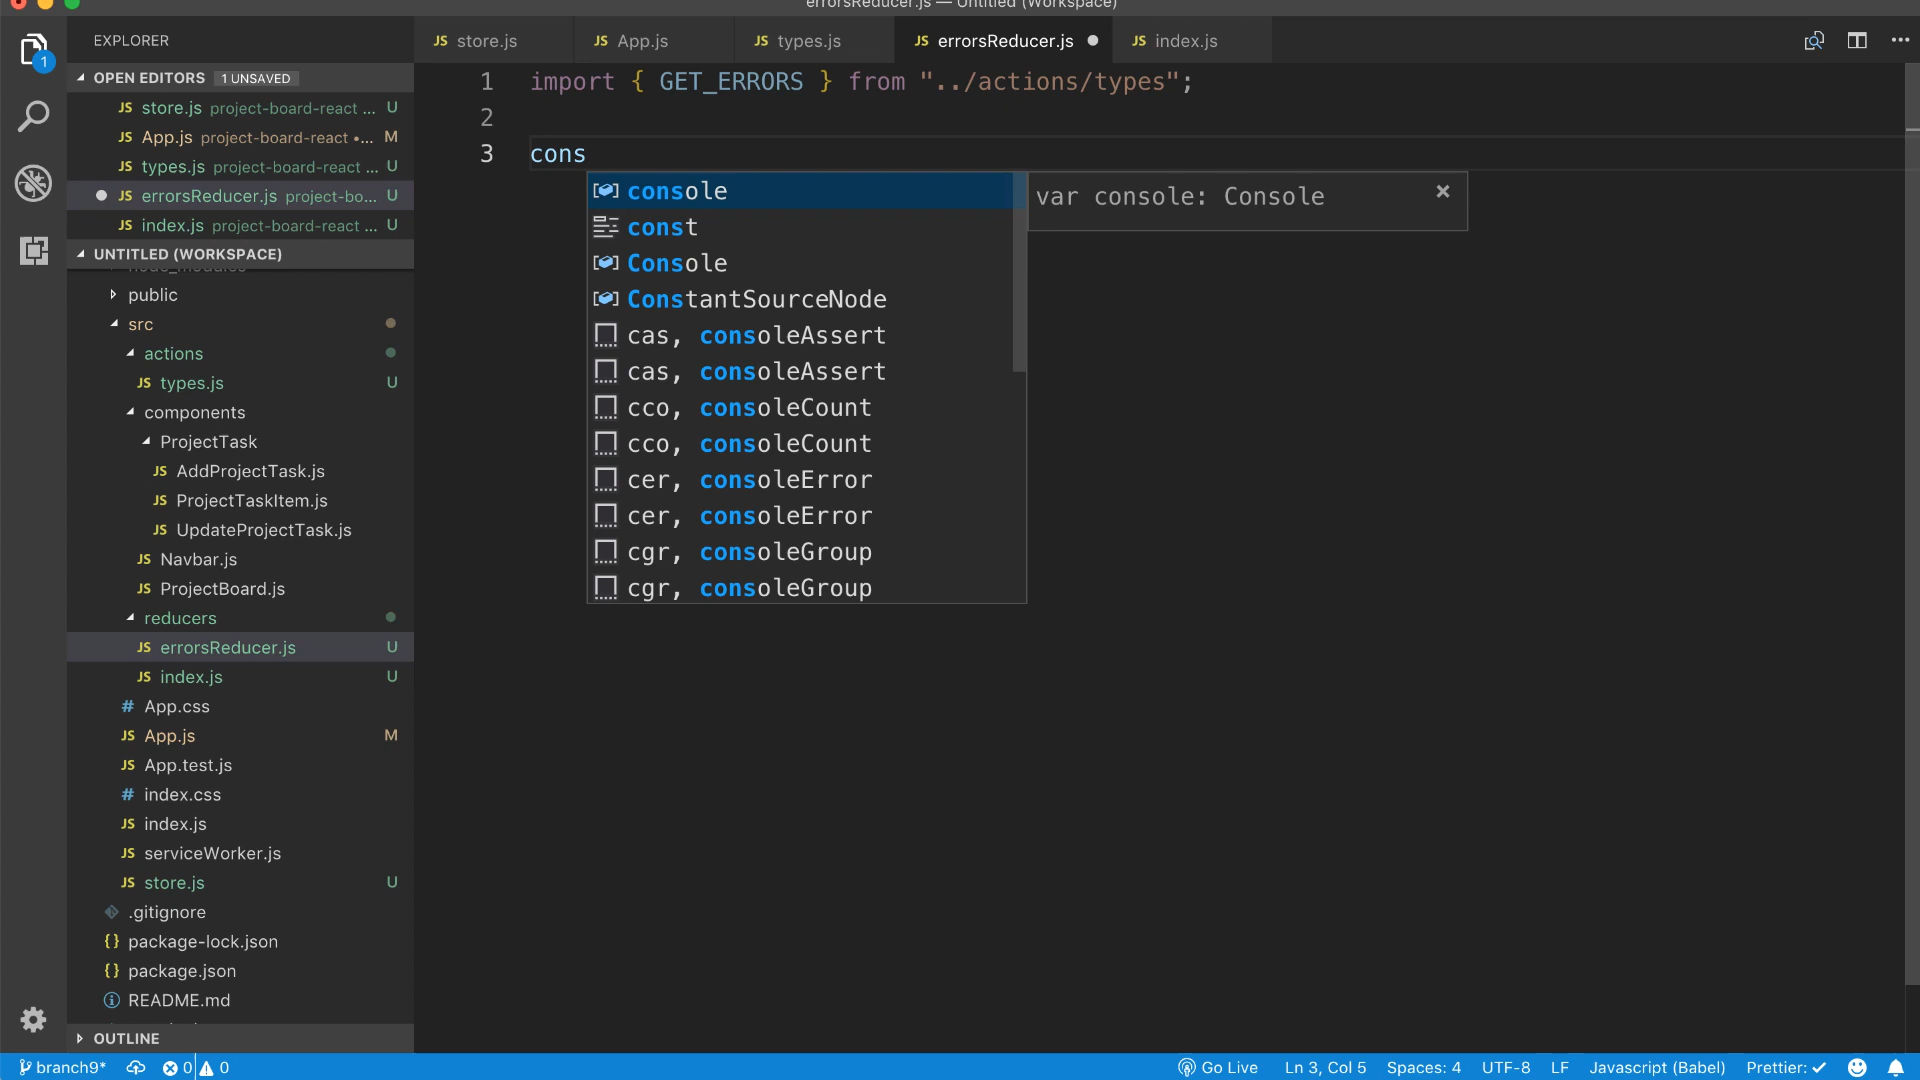 errorsReducer.js — Untitled (Workspace)
EXPLORER
OPEN EDITORS 1 UNSAVED
JS store.js project-board-react ... U
JS App.js project-board-react •... M
JS types.js project-board-react ... U
JS errorsReducer.js project-bo... U
JS index.js project-board-react ... U
UNTITLED (WORKSPACE)
node_modules
public
src
actions
JS types.js U
components
ProjectTask
JS AddProjectTask.js
JS ProjectTaskItem.js
JS UpdateProjectTask.js
JS Navbar.js
JS ProjectBoard.js
reducers
JS errorsReducer.js U
JS index.js U
# App.css
JS App.js M
JS App.test.js
# index.css
JS index.js
JS serviceWorker.js
JS store.js U
.gitignore
{} package-lock.json
{} package.json
README.md
OUTLINE
1
JS store.js JS App.js JS types.js JS errorsReducer.js JS index.js
1 import { GET_ERRORS } from "../actions/types";
2
3 cons
console
const
Console
ConstantSourceNode
cas, consoleAssert
cas, consoleAssert
cco, consoleCount
cco, consoleCount
cer, consoleError
cer, consoleError
cgr, consoleGroup
cgr, consoleGroup
var console: Console
branch9* 0 0 Go Live Ln 3, Col 5 Spaces: 4 UTF-8 LF Javascript (Babel) Prettier: ✓